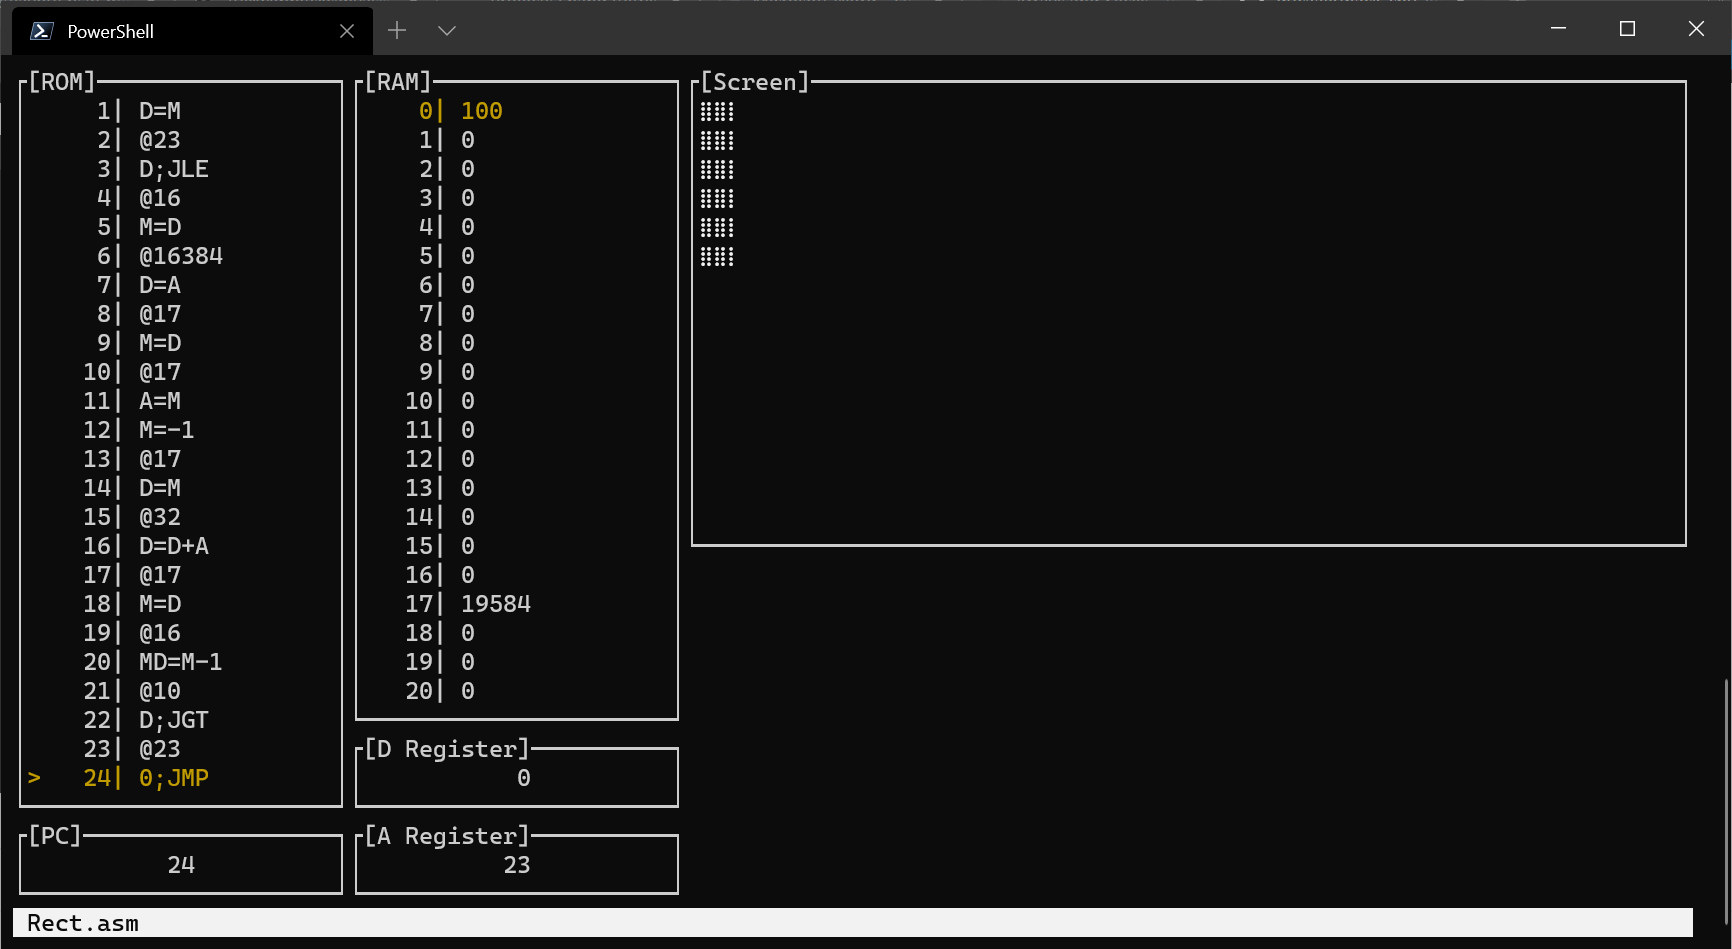 PowerShell
[ROM]
1| D=M
2| @23
3| D;JLE
4| @16
5| M=D
6| @16384
7| D=A
8| @17
9| M=D
10| @17
11| A=M
12| M=-1
13| @17
14| D=M
15| @32
16| D=D+A
17| @17
18| M=D
19| @16
20| MD=M-1
21| @10
22| D;JGT
23| @23
> 24| 0;JMP
[PC]
24
[RAM]
0| 100
1| 0
2| 0
3| 0
4| 0
5| 0
6| 0
7| 0
8| 0
9| 0
10| 0
11| 0
12| 0
13| 0
14| 0
15| 0
16| 0
17| 19584
18| 0
19| 0
20| 0
[D Register]
0
[A Register]
23
[Screen]
Rect.asm